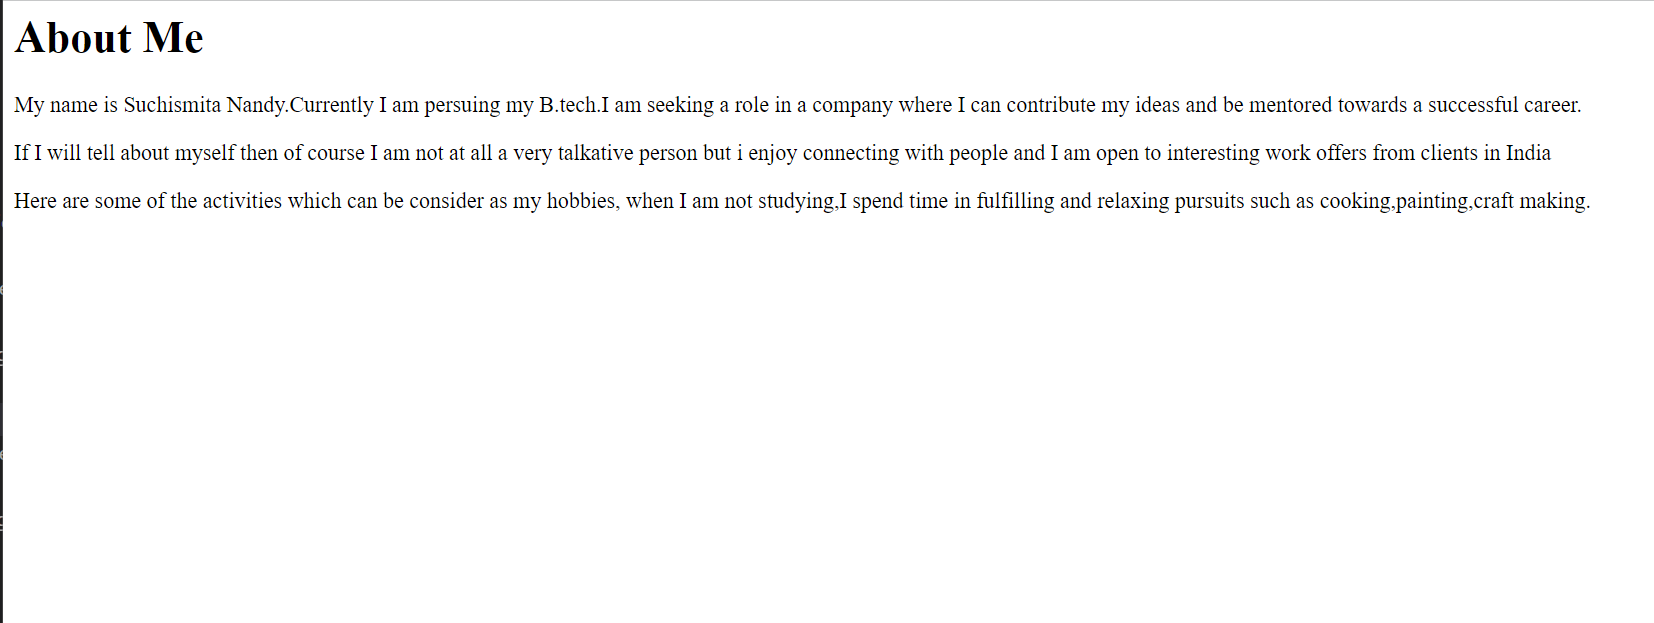 About Me
My name is Suchismita Nandy.Currently I am persuing my B.tech.I am seeking a role in a company where I can contribute my ideas and be mentored towards a successful career.
If I will tell about myself then of course I am not at all a very talkative person but i enjoy connecting with people and I am open to interesting work offers from clients in India
Here are some of the activities which can be consider as my hobbies, when I am not studying,I spend time in fulfilling and relaxing pursuits such as cooking,painting,craft making.